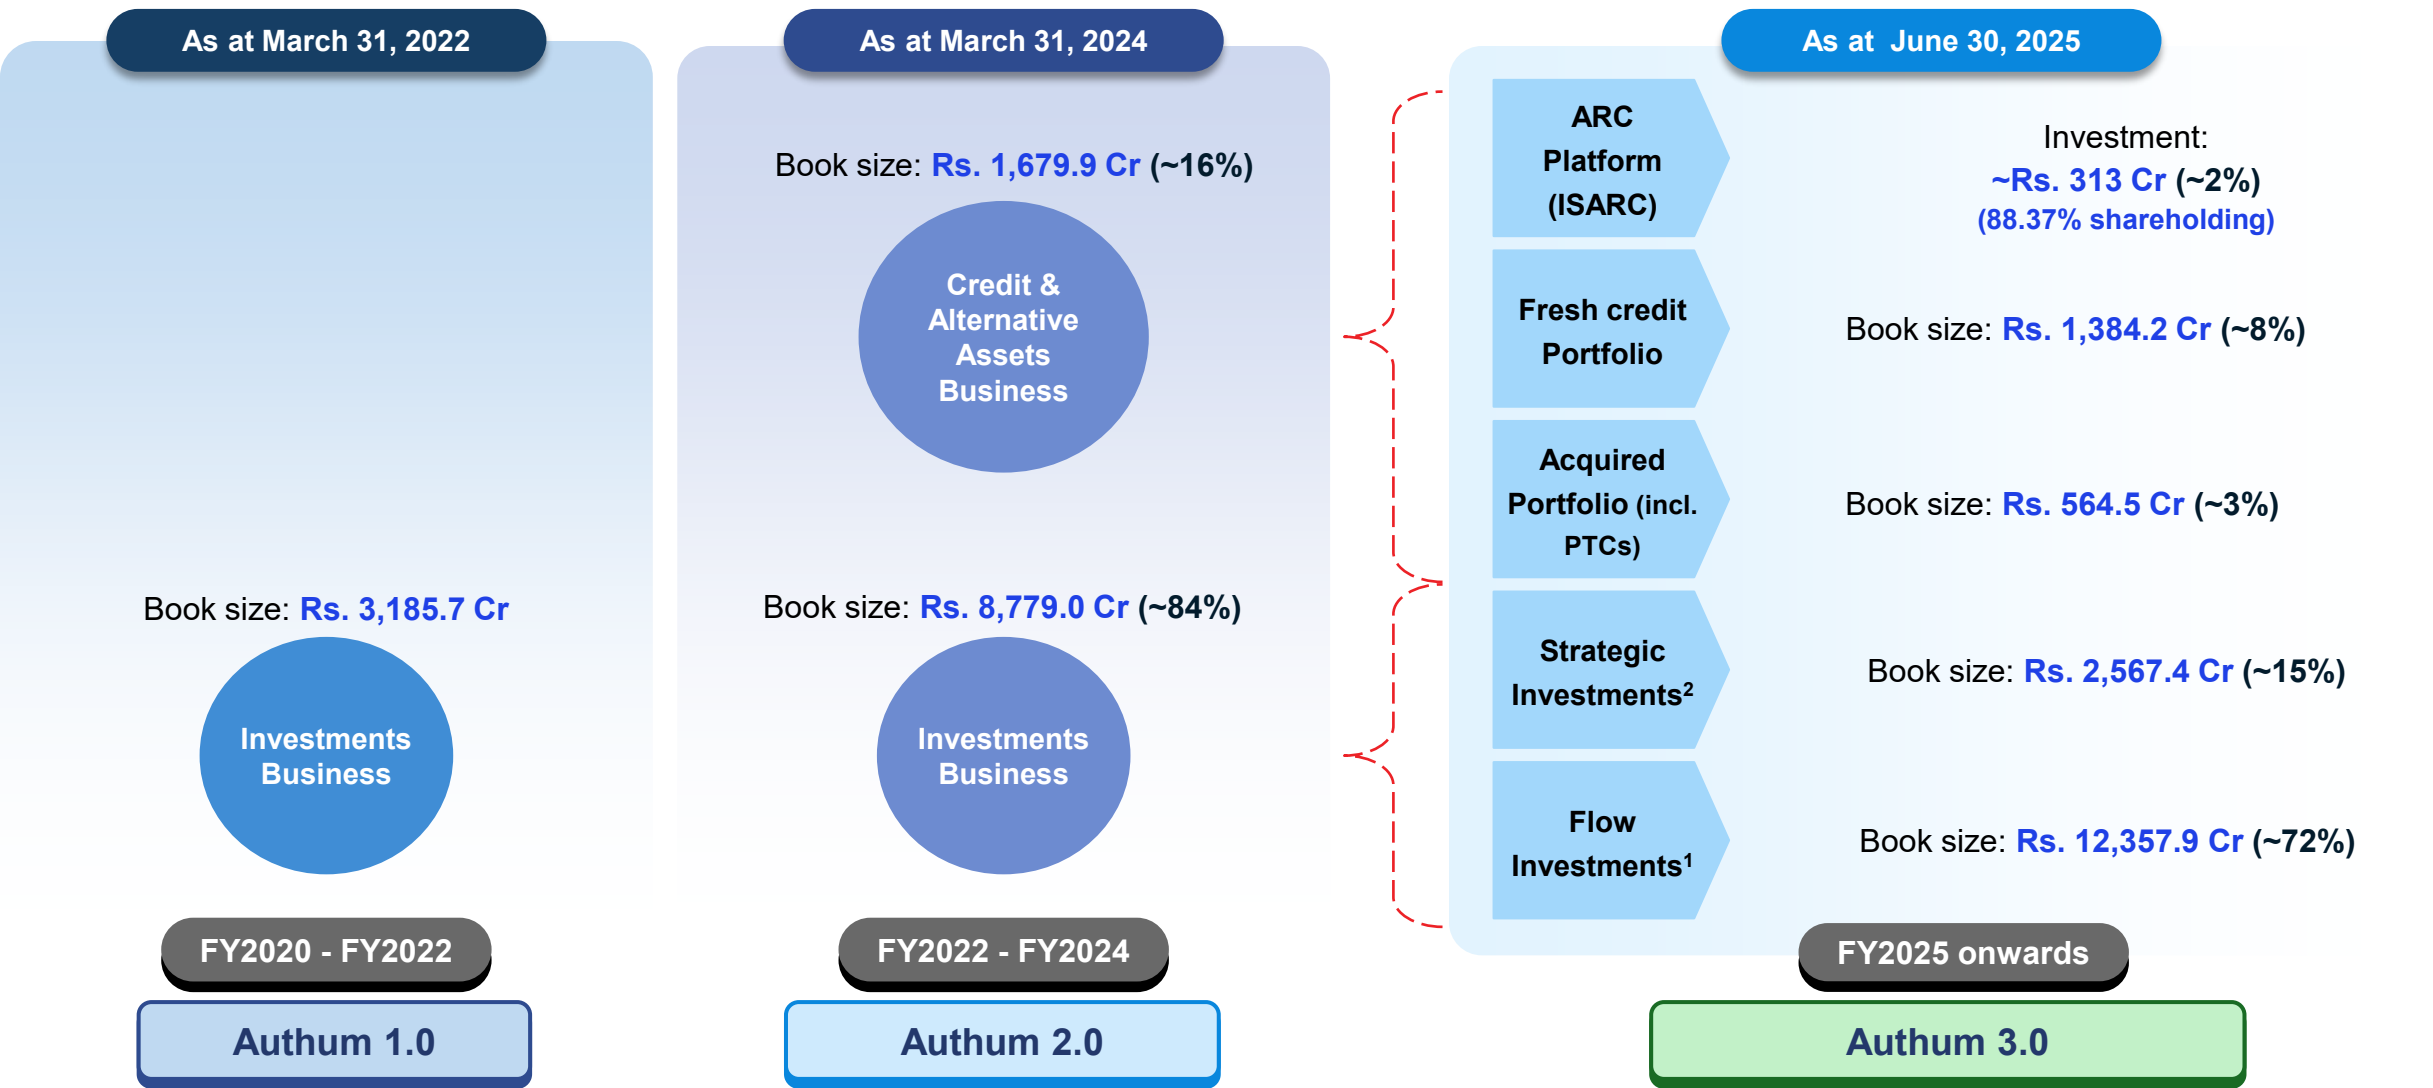 As at March 31, 2022
Book size: Rs. 3,185.7 Cr
Investments
Business
FY2020 - FY2022
Authum 1.0
As at March 31, 2024
Book size: Rs. 1,679.9 Cr (~16%)
Credit &
Alternative
Assets
Business
Book size: Rs. 8,779.0 Cr (~84%)
Investments
Business
FY2022 - FY2024
Authum 2.0
As at June 30, 2025
ARC
Platform
(ISARC)
Investment:
~Rs. 313 Cr (~2%)
(88.37% shareholding)
Fresh credit
Portfolio
Book size: Rs. 1,384.2 Cr (~8%)
Acquired
Portfolio (incl.
PTCs)
Book size: Rs. 564.5 Cr (~3%)
Strategic
Investments²
Book size: Rs. 2,567.4 Cr (~15%)
Flow
Investments¹
Book size: Rs. 12,357.9 Cr (~72%)
FY2025 onwards
Authum 3.0